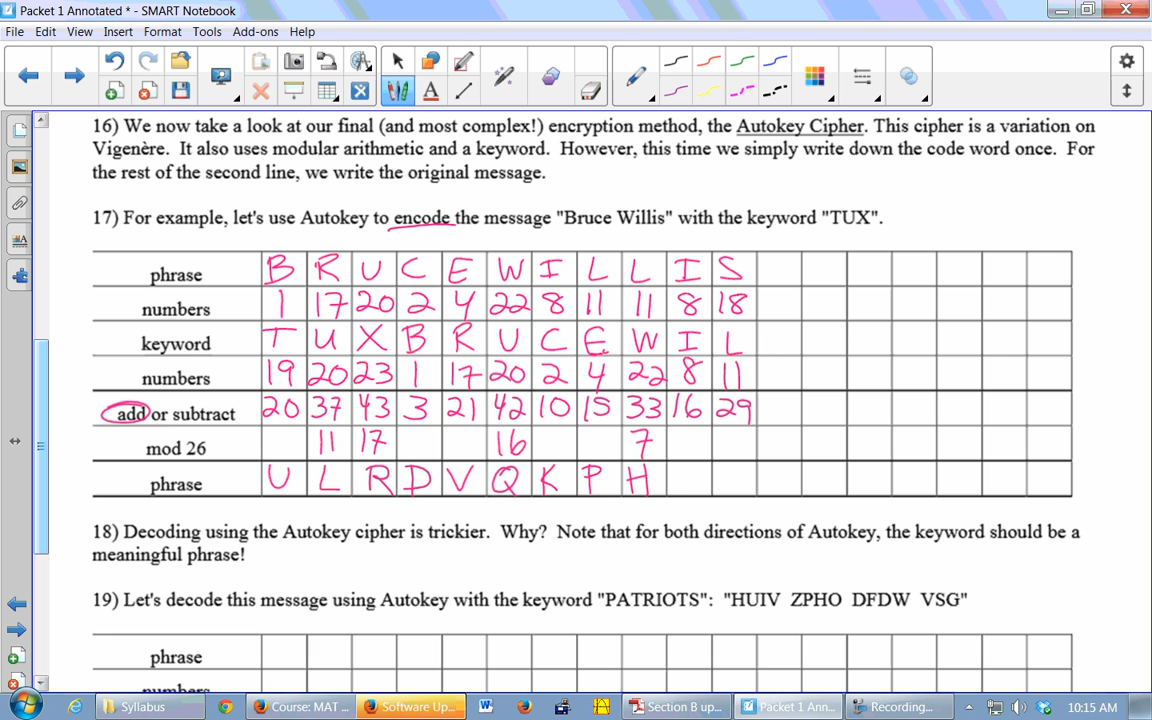 Packet 1 Annotated * - SMART Notebook
File Edit View Insert Format Tools Add-ons Help
16) We now take a look at our final (and most complex!) encryption method, the Autokey Cipher. This cipher is a variation on
Vigenère. It also uses modular arithmetic and a keyword. However, this time we simply write down the code word once. For
the rest of the second line, we write the original message.
17) For example, let's use Autokey to encode the message "Bruce Willis" with the keyword "TUX".
phrase B R U C E W I L L I S
numbers 1 17 20 2 4 22 8 11 11 8 18
keyword T U X B R U C E W I L
numbers 19 20 23 1 17 20 2 4 22 8 11
add or subtract 20 37 43 3 21 42 10 15 33 16 29
mod 26 11 17 16 7
phrase U L R D V Q K P H
18) Decoding using the Autokey cipher is trickier. Why? Note that for both directions of Autokey, the keyword should be a
meaningful phrase!
19) Let's decode this message using Autokey with the keyword "PATRIOTS": "HUIV ZPHO DFDW VSG"
phrase
numbers
Syllabus Course: MAT ... Software Up... Section B up... Packet 1 Ann... Recording... 10:15 AM